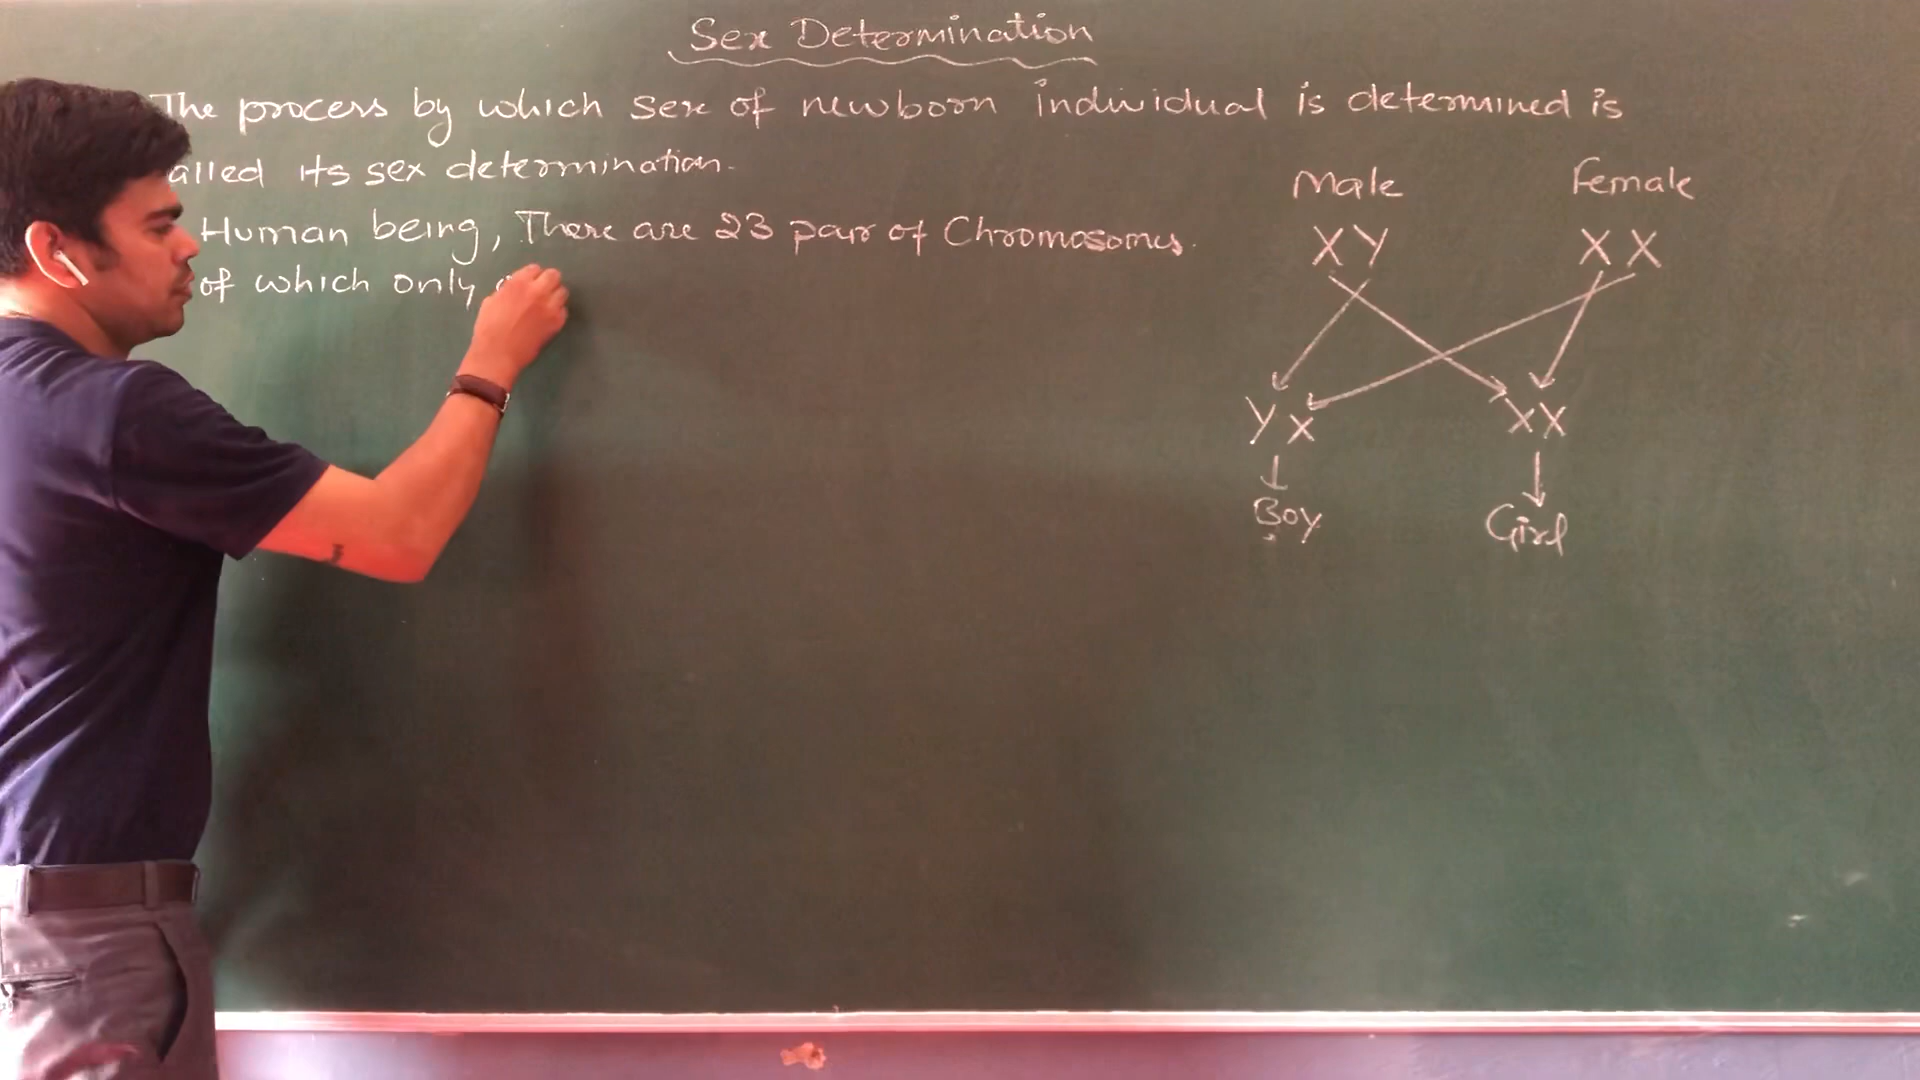 Sex Determination
The process by which sex of newborn individual is determined is
alled its sex determination.
Human being, There are 23 pair of Chromosomes.
of which only
Male Female
XY XX
YX XX
Boy Girl